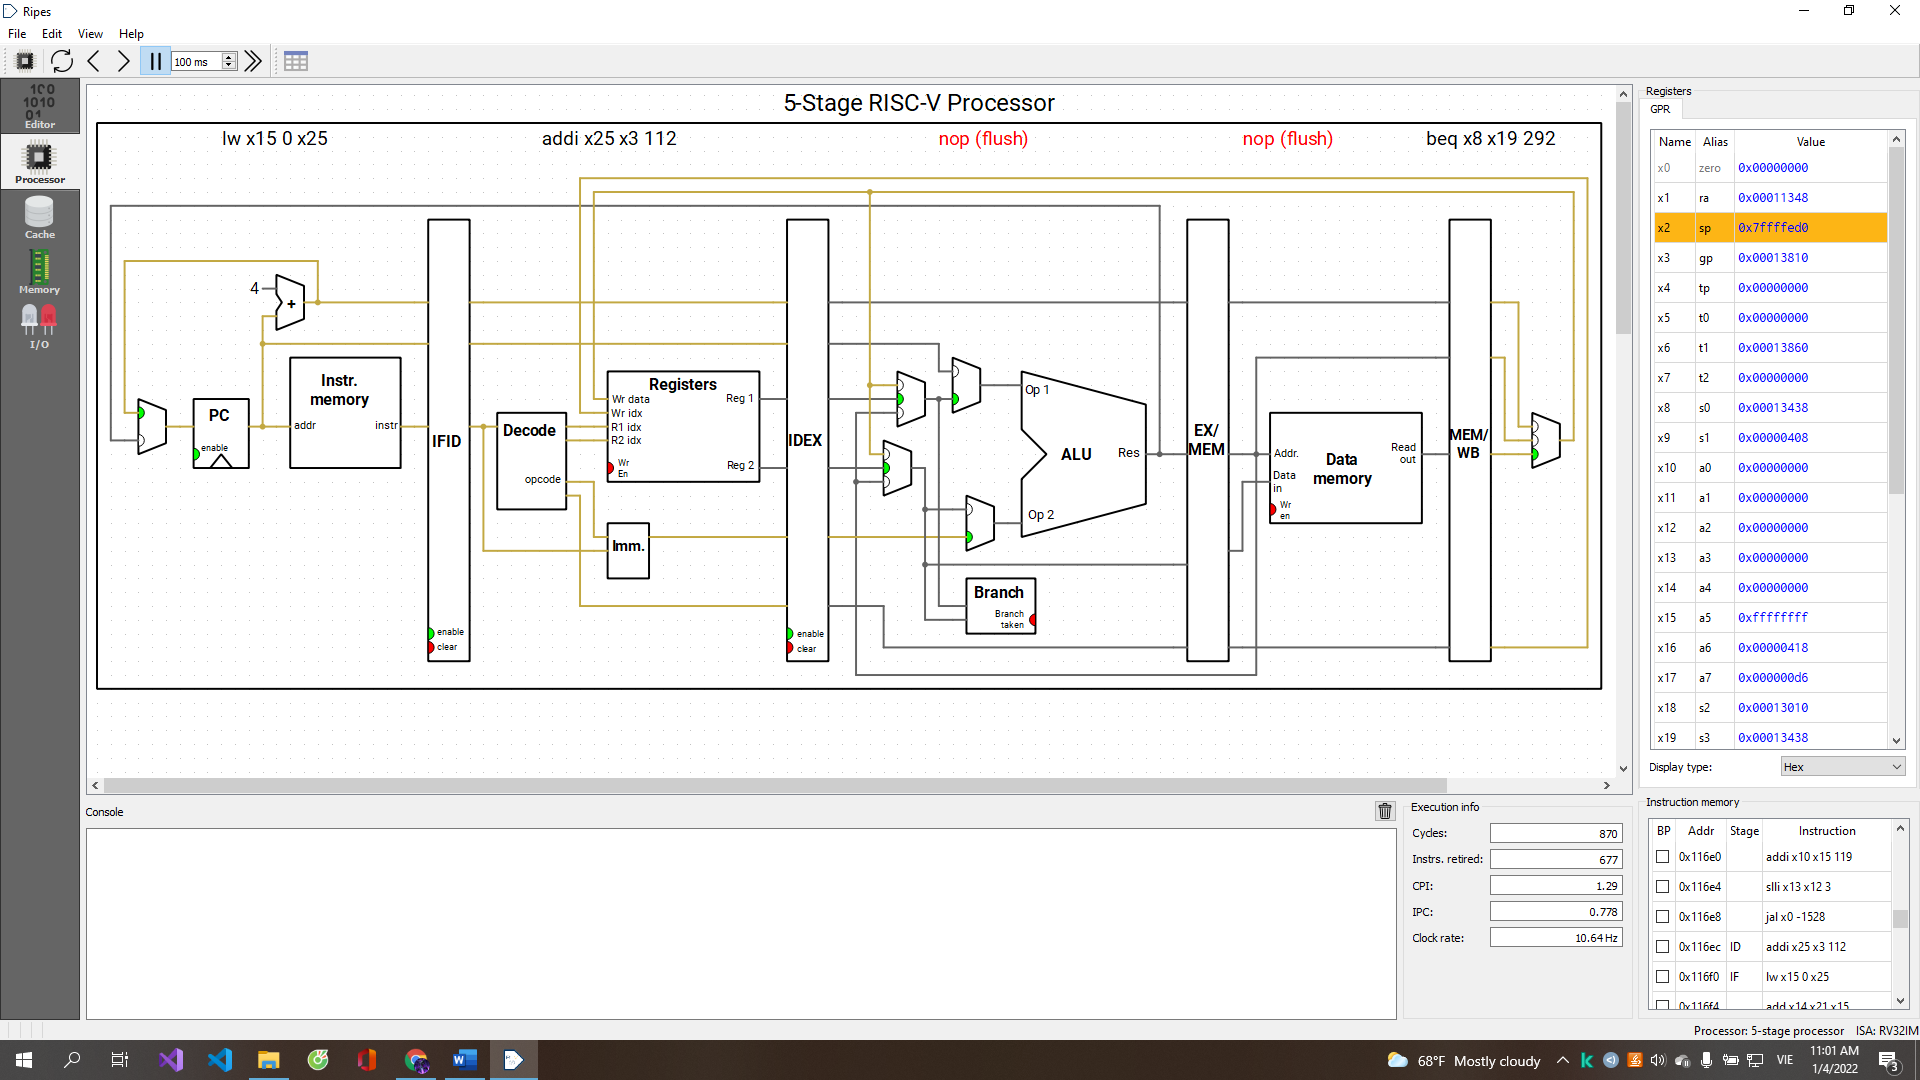 Ripes
File Edit View Help
100 ms
Editor
Processor
Cache
Memory
I/O
5-Stage RISC-V Processor
lw x15 0 x25 addi x25 x3 112 nop (flush) nop (flush) beq x8 x19 292
4
+
PC
enable
Instr. memory
addr instr
IFID
enable
clear
Decode
opcode
Registers
Wr data Reg 1
Wr idx
R1 idx
R2 idx
Wr En Reg 2
Imm.
IDEX
enable
clear
Op 1
ALU Res
Op 2
Branch
Branch taken
EX/MEM
Data memory
Addr. Read out
Data in
Wr en
MEM/WB
Registers
GPR
Name Alias Value
x0 zero 0x00000000
x1 ra 0x00011348
x2 sp 0x7ffffed0
x3 gp 0x00013810
x4 tp 0x00000000
x5 t0 0x00000000
x6 t1 0x00013860
x7 t2 0x00000000
x8 s0 0x00013438
x9 s1 0x00000408
x10 a0 0x00000000
x11 a1 0x00000000
x12 a2 0x00000000
x13 a3 0x00000000
x14 a4 0x00000000
x15 a5 0xffffffff
x16 a6 0x00000418
x17 a7 0x000000d6
x18 s2 0x00013010
x19 s3 0x00013438
Display type: Hex
Console
Execution info
Cycles: 870
Instrs. retired: 677
CPI: 1.29
IPC: 0.778
Clock rate: 10.64 Hz
Instruction memory
BP Addr Stage Instruction
0x116e0 addi x10 x15 119
0x116e4 slli x13 x12 3
0x116e8 jal x0 -1528
0x116ec ID addi x25 x3 112
0x116f0 IF lw x15 0 x25
0x116f4 add x14 x21 x15
Processor: 5-stage processor ISA: RV32IM
68°F Mostly cloudy
VIE
11:01 AM
1/4/2022
3